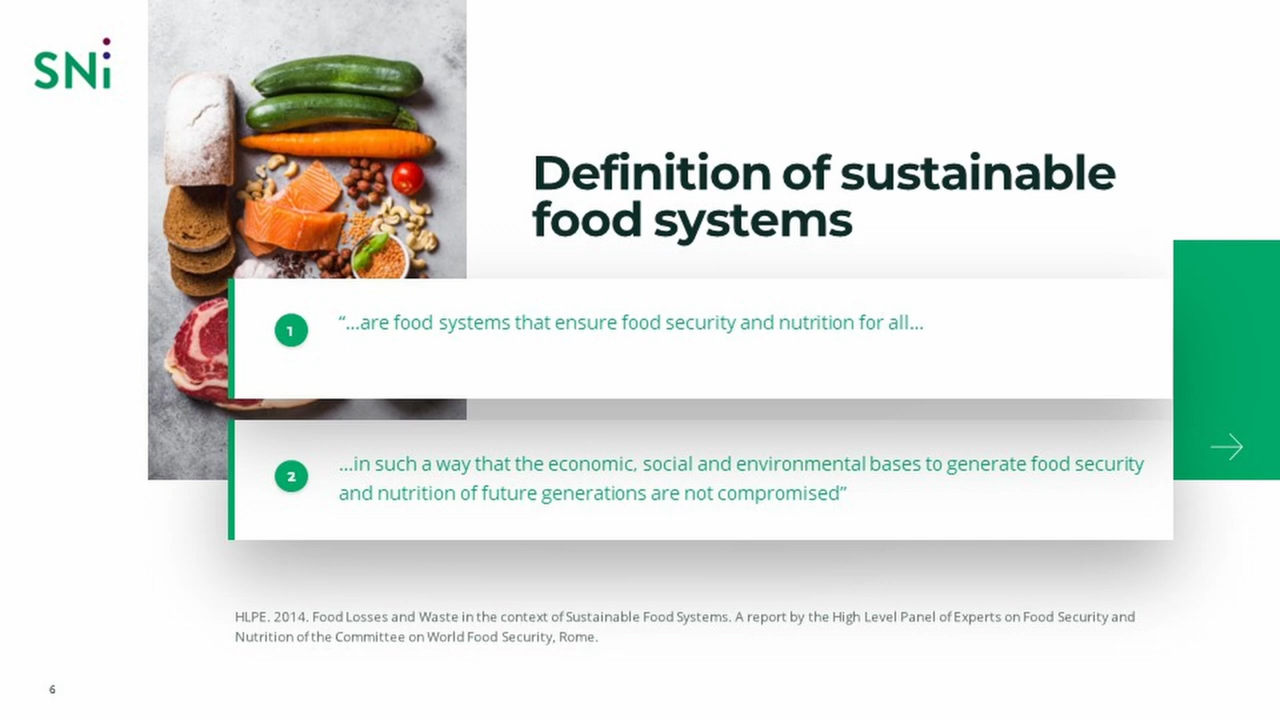 SNi
Definition of sustainable
food systems
1
“...are food systems that ensure food security and nutrition for all...
2
...in such a way that the economic, social and environmental bases to generate food security
and nutrition of future generations are not compromised”
HLPE. 2014. Food Losses and Waste in the context of Sustainable Food Systems. A report by the High Level Panel of Experts on Food Security and
Nutrition of the Committee on World Food Security, Rome.
6